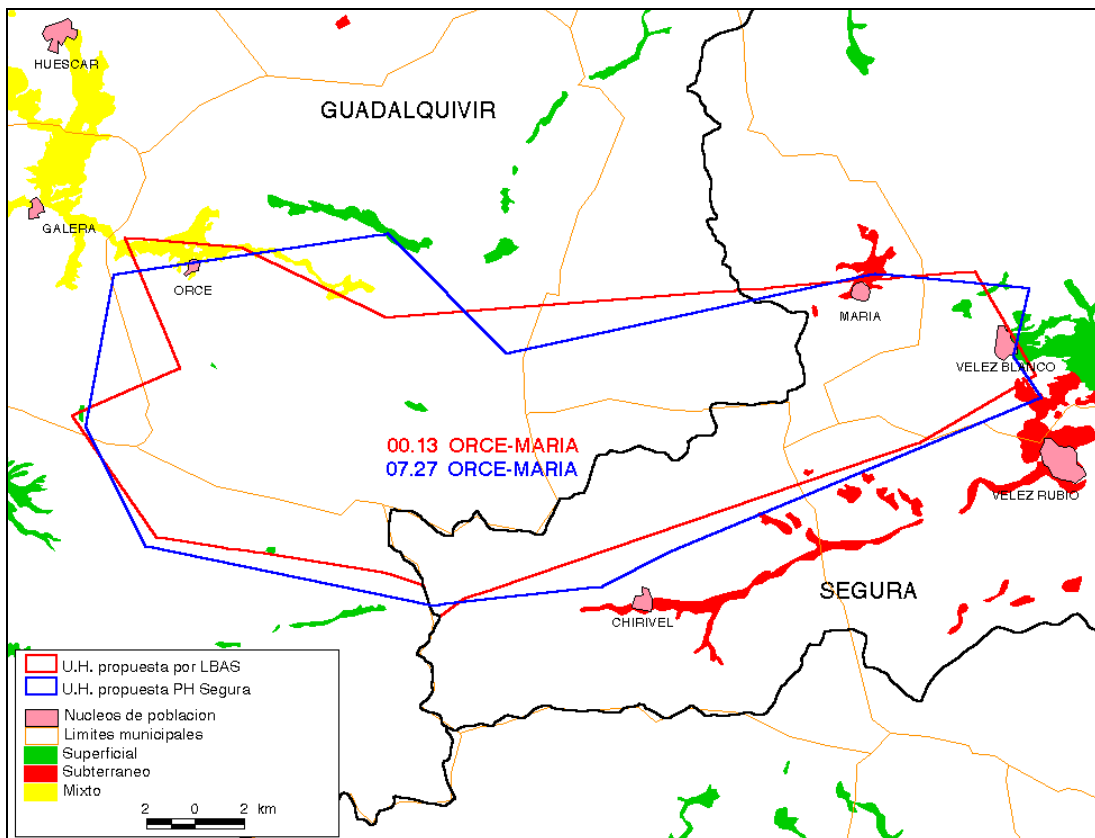 HUESCAR
GUADALQUIVIR
GALERA
ORCE
MARIA
VELEZ BLANCO
00.13 ORCE-MARIA
07.27 ORCE-MARIA
VELEZ RUBIO
SEGURA
CHIRIVEL
U.H. propuesta por LBAS
U.H. propuesta PH Segura
Nucleos de poblacion
Limites municipales
Superficial
Subterraneo
Mixto
2 0 2 km